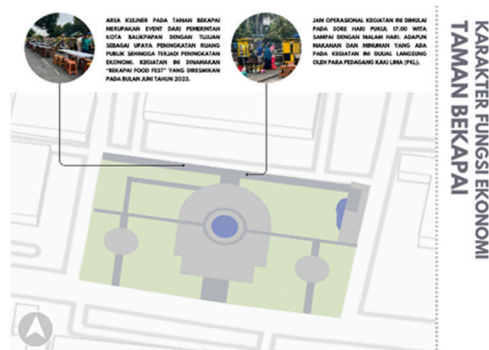 AREA KULINER PADA TANAN BEKAPAI
MERUPAKAN EVENT DARI PEMERINTAH
KOTA BALIKPAPAN DENGAN TUJUAN
SEBAGAI UPAYA PENINGKATAN RUANG
PUBLIK SEHINGGA TERJADI PENINGKATAN
EKONOMI. KEGIATAN INI DINAMAKAN
"BEKAPAI FOOD FEST" YANG DIRESMIKAN
PADA BULAN JUNI TAHUN 2023.
JAM OPERASIONAL KEGIATAN INI DIMULAI
PADA SORE HARI PUKUL 17.00 WITA
SAMPAI DENGAN MALAM HARI. ADAPUN
MAKANAN DAN MINUMAN YANG ADA
PADA KEGIATAN INI DIJUAL LANGSUNG
OLEH PARA PEDAGANG KAKI LIMA (PKL).
KARAKTER FUNGSI EKONOMI
TAMAN BEKAPAI